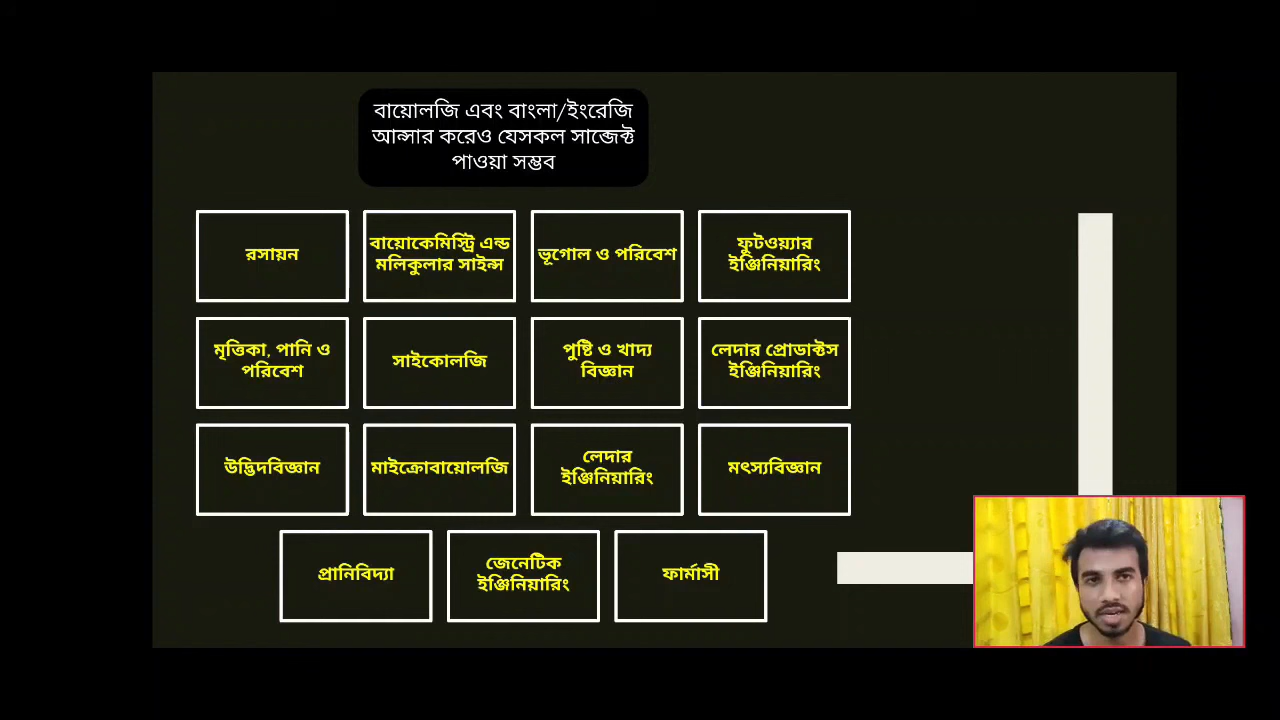 বায়োলজি এবং বাংলা/ইংরেজি
আন্সার করেও যেসকল সাব্জেক্ট
পাওয়া সম্ভব
রসায়ন
বায়োকেমিস্ট্রি এন্ড
মলিকুলার সাইন্স
ভূগোল ও পরিবেশ
ফুটওয়্যার
ইঞ্জিনিয়ারিং
মৃত্তিকা, পানি ও
পরিবেশ
সাইকোলজি
পুষ্টি ও খাদ্য
বিজ্ঞান
লেদার প্রোডাক্টস
ইঞ্জিনিয়ারিং
উদ্ভিদবিজ্ঞান
মাইক্রোবায়োলজি
লেদার
ইঞ্জিনিয়ারিং
মৎস্যবিজ্ঞান
প্রানিবিদ্যা
জেনেটিক
ইঞ্জিনিয়ারিং
ফার্মাসী